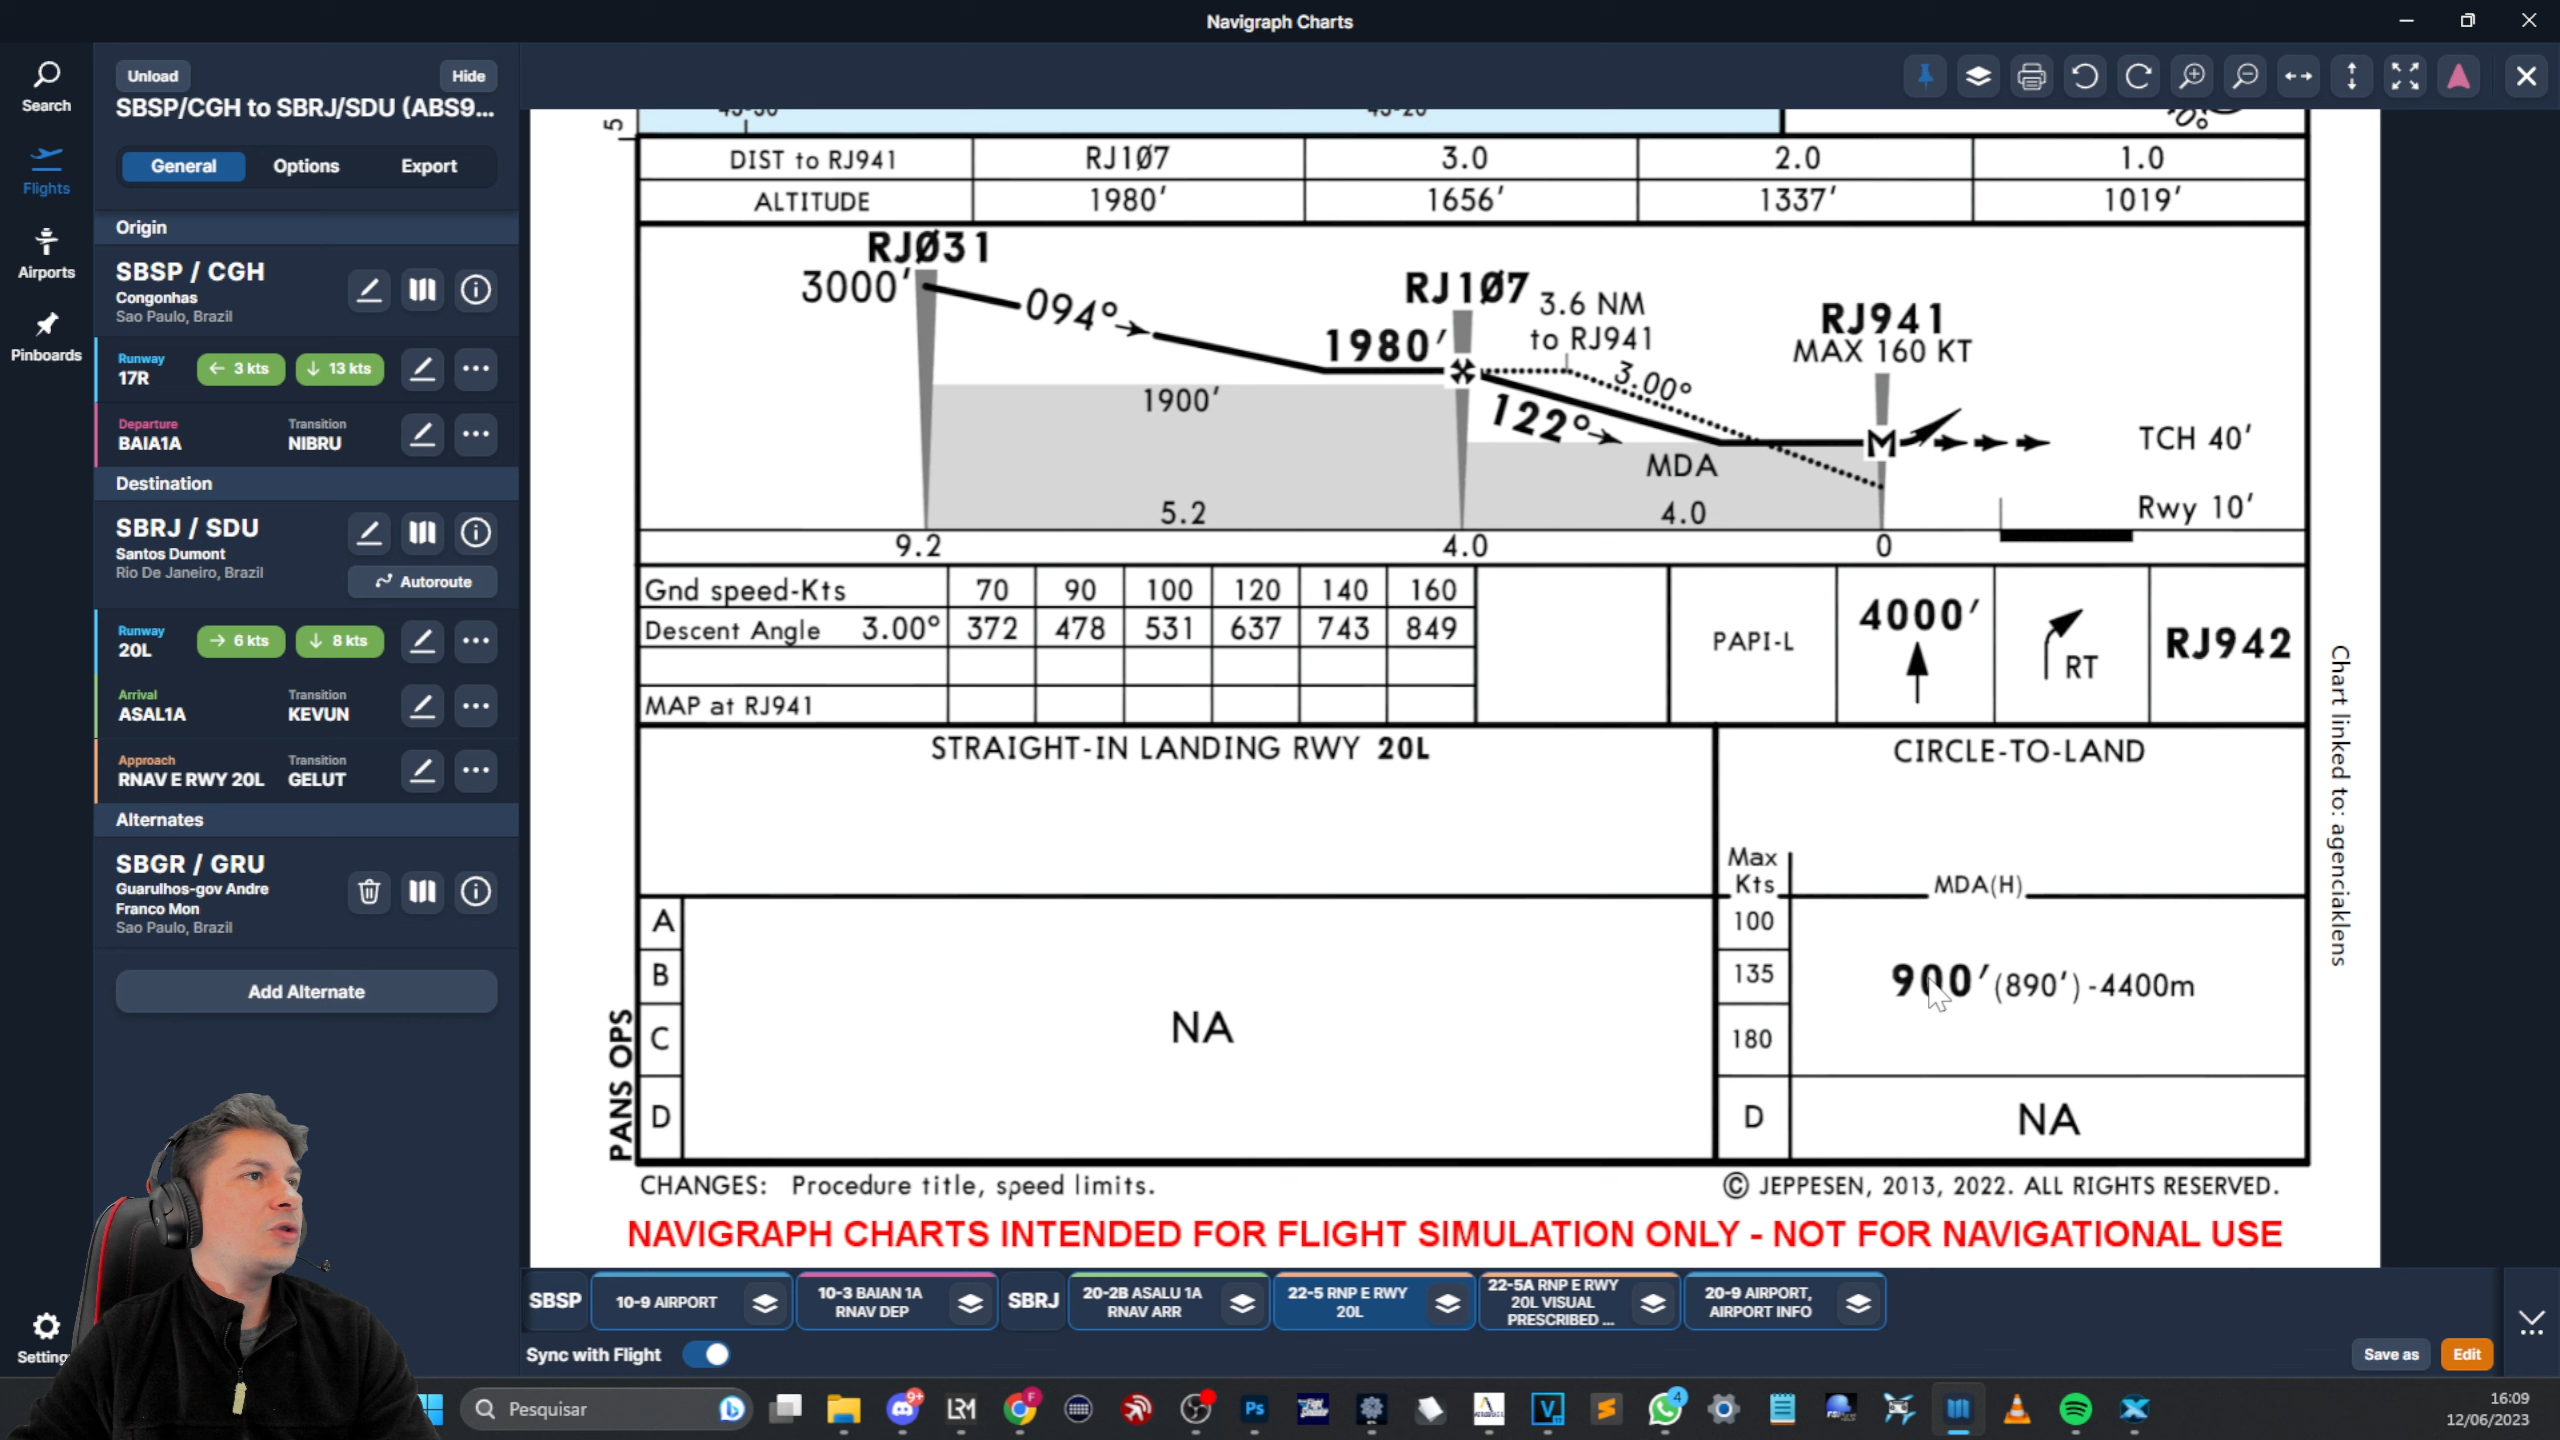 Navigraph Charts
Search
Flights
Airports
Pinboards
Unload
Hide
SBSP/CGH to SBRJ/SDU (ABS9...
General
Options
Export
Origin
SBSP / CGH
Congonhas
Sao Paulo, Brazil
Runway
17R
← 3 kts
↓ 13 kts
Departure
BAIA1A
Transition
NIBRU
Destination
SBRJ / SDU
Santos Dumont
Rio De Janeiro, Brazil
Autoroute
Runway
20L
→ 6 kts
↓ 8 kts
Arrival
ASAL1A
Transition
KEVUN
Approach
RNAV E RWY 20L
Transition
GELUT
Alternates
SBGR / GRU
Guarulhos-gov Andre
Franco Mon
Sao Paulo, Brazil
Add Alternate
5
DIST to RJ941 RJ1Ø7 3.0 2.0 1.0
ALTITUDE 1980' 1656' 1337' 1019'
RJØ31
3000'
094°
RJ1Ø7
1980'
3.6 NM
to RJ941
3.00°
122°
RJ941
MAX 160 KT
M
TCH 40'
Rwy 10'
1900'
MDA
5.2
4.0
9.2
4.0
0
Gnd speed-Kts 70 90 100 120 140 160
Descent Angle 3.00° 372 478 531 637 743 849
MAP at RJ941
PAPI-L
4000'
RT
RJ942
STRAIGHT-IN LANDING RWY 20L
CIRCLE-TO-LAND
Max
Kts
MDA(H)
A
B
C
D
NA
100
135
180
D
900'(890')-4400m
NA
PANS OPS
Chart linked to: agenciaklens
CHANGES: Procedure title, speed limits.
© JEPPESEN, 2013, 2022. ALL RIGHTS RESERVED.
NAVIGRAPH CHARTS INTENDED FOR FLIGHT SIMULATION ONLY - NOT FOR NAVIGATIONAL USE
SBSP
10-9 AIRPORT
10-3 BAIAN 1A
RNAV DEP
SBRJ
20-2B ASALU 1A
RNAV ARR
22-5 RNP E RWY
20L
22-5A RNP E RWY
20L VISUAL
PRESCRIBED ...
20-9 AIRPORT,
AIRPORT INFO
Sync with Flight
Save as
Edit
Pesquisar
9+
LRM
F
Ps
V
4
16:09
12/06/2023